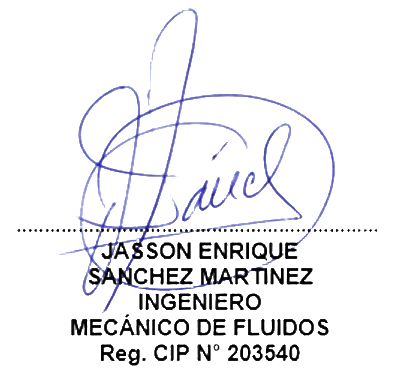 JASSON ENRIQUE
SANCHEZ MARTINEZ
INGENIERO
MECÁNICO DE FLUIDOS
Reg. CIP N° 203540